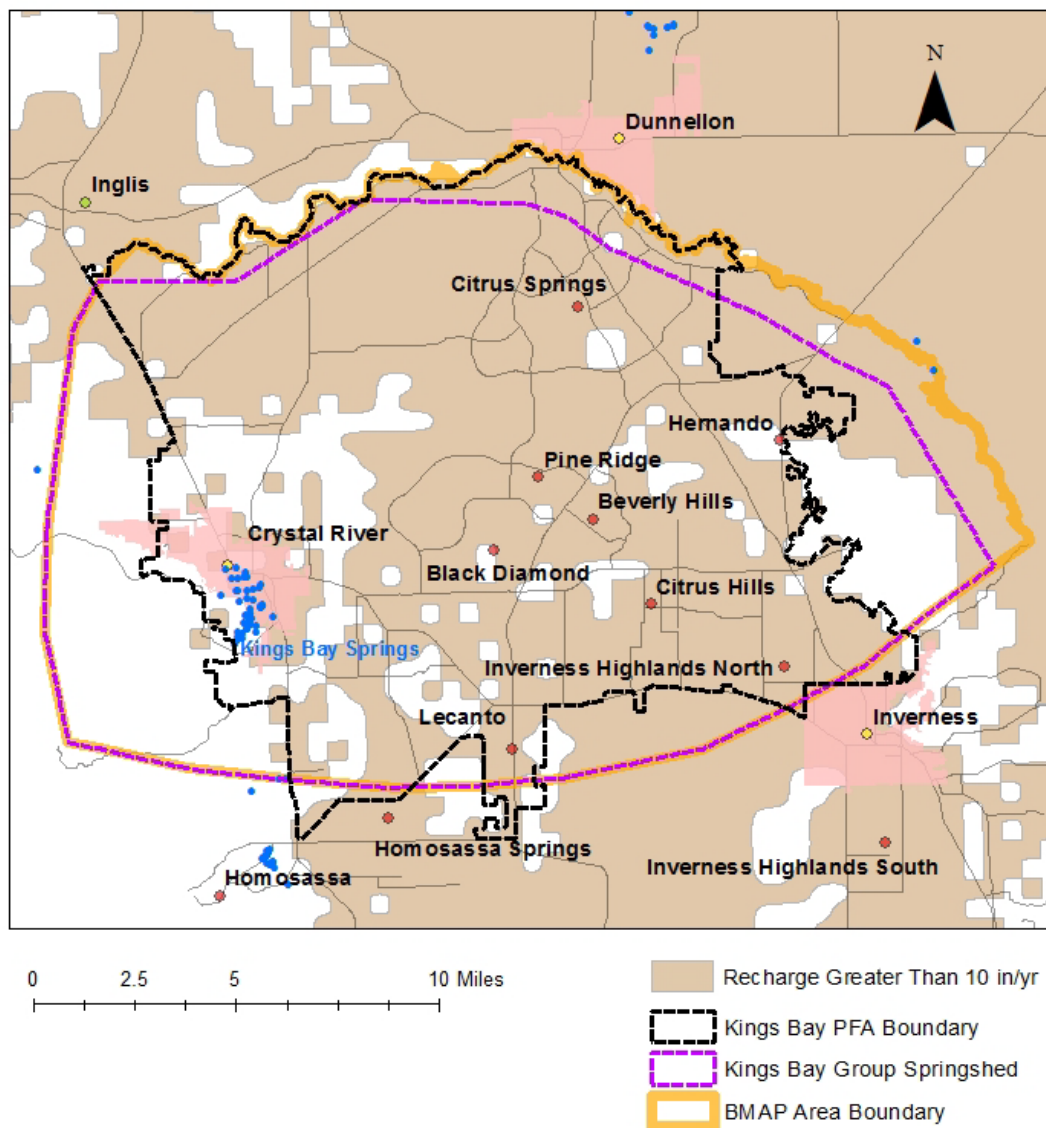 N
Dunnellon
Inglis
Citrus Springs
Hernando
Pine Ridge
Beverly Hills
Crystal River
Black Diamond
Citrus Hills
Kings Bay Springs
Inverness Highlands North
Lecanto
Inverness
Homosassa Springs
Inverness Highlands South
Homosassa
0 2.5 5 10 Miles
Recharge Greater Than 10 in/yr
Kings Bay PFA Boundary
Kings Bay Group Springshed
BMAP Area Boundary